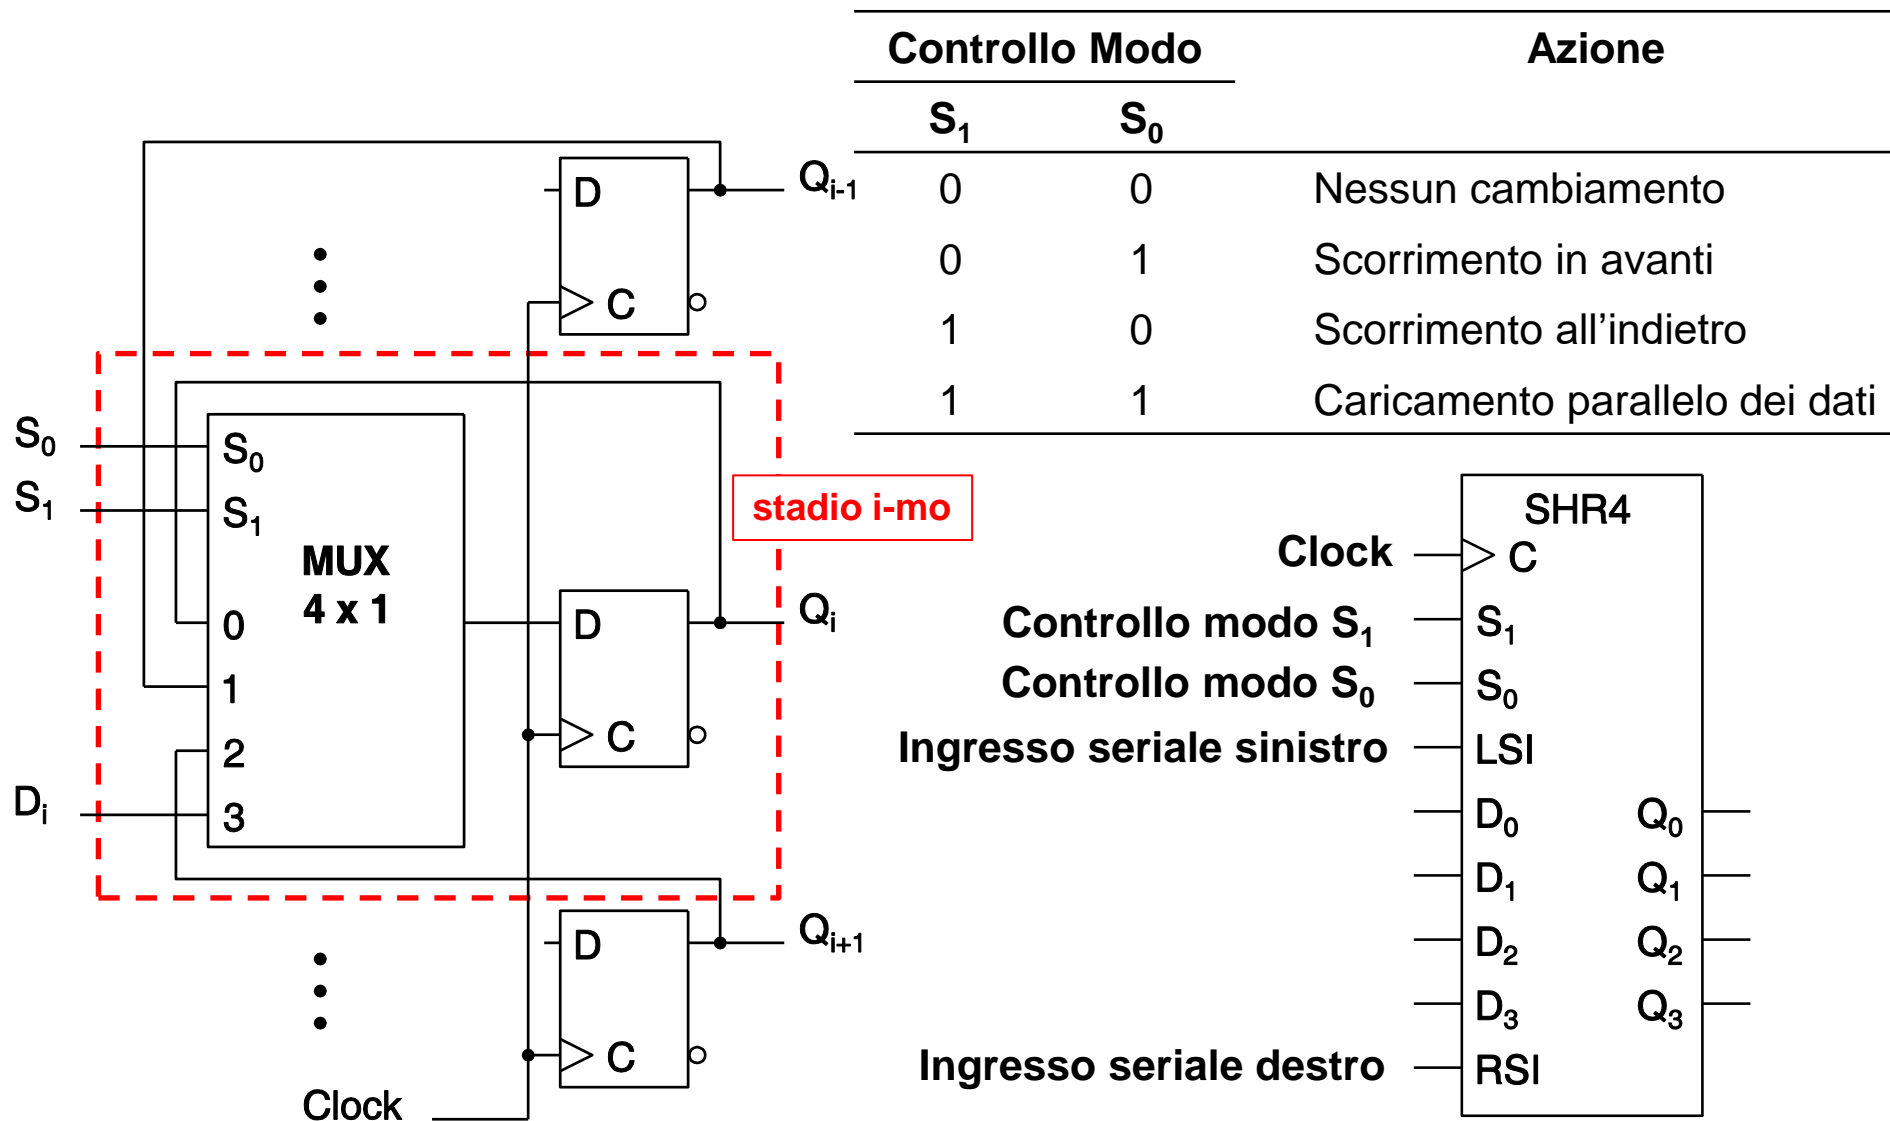 Controllo Modo Azione
S1 S0
0 0 Nessun cambiamento
0 1 Scorrimento in avanti
1 0 Scorrimento all'indietro
1 1 Caricamento parallelo dei dati
D Qi-1
C
S0 S0
S1 S1
MUX
4 x 1
0
1
2
Di 3
stadio i-mo
D Qi
C
D Qi+1
C
Clock
SHR4
Clock C
Controllo modo S1 S1
Controllo modo S0 S0
Ingresso seriale sinistro LSI
D0 Q0
D1 Q1
D2 Q2
D3 Q3
Ingresso seriale destro RSI